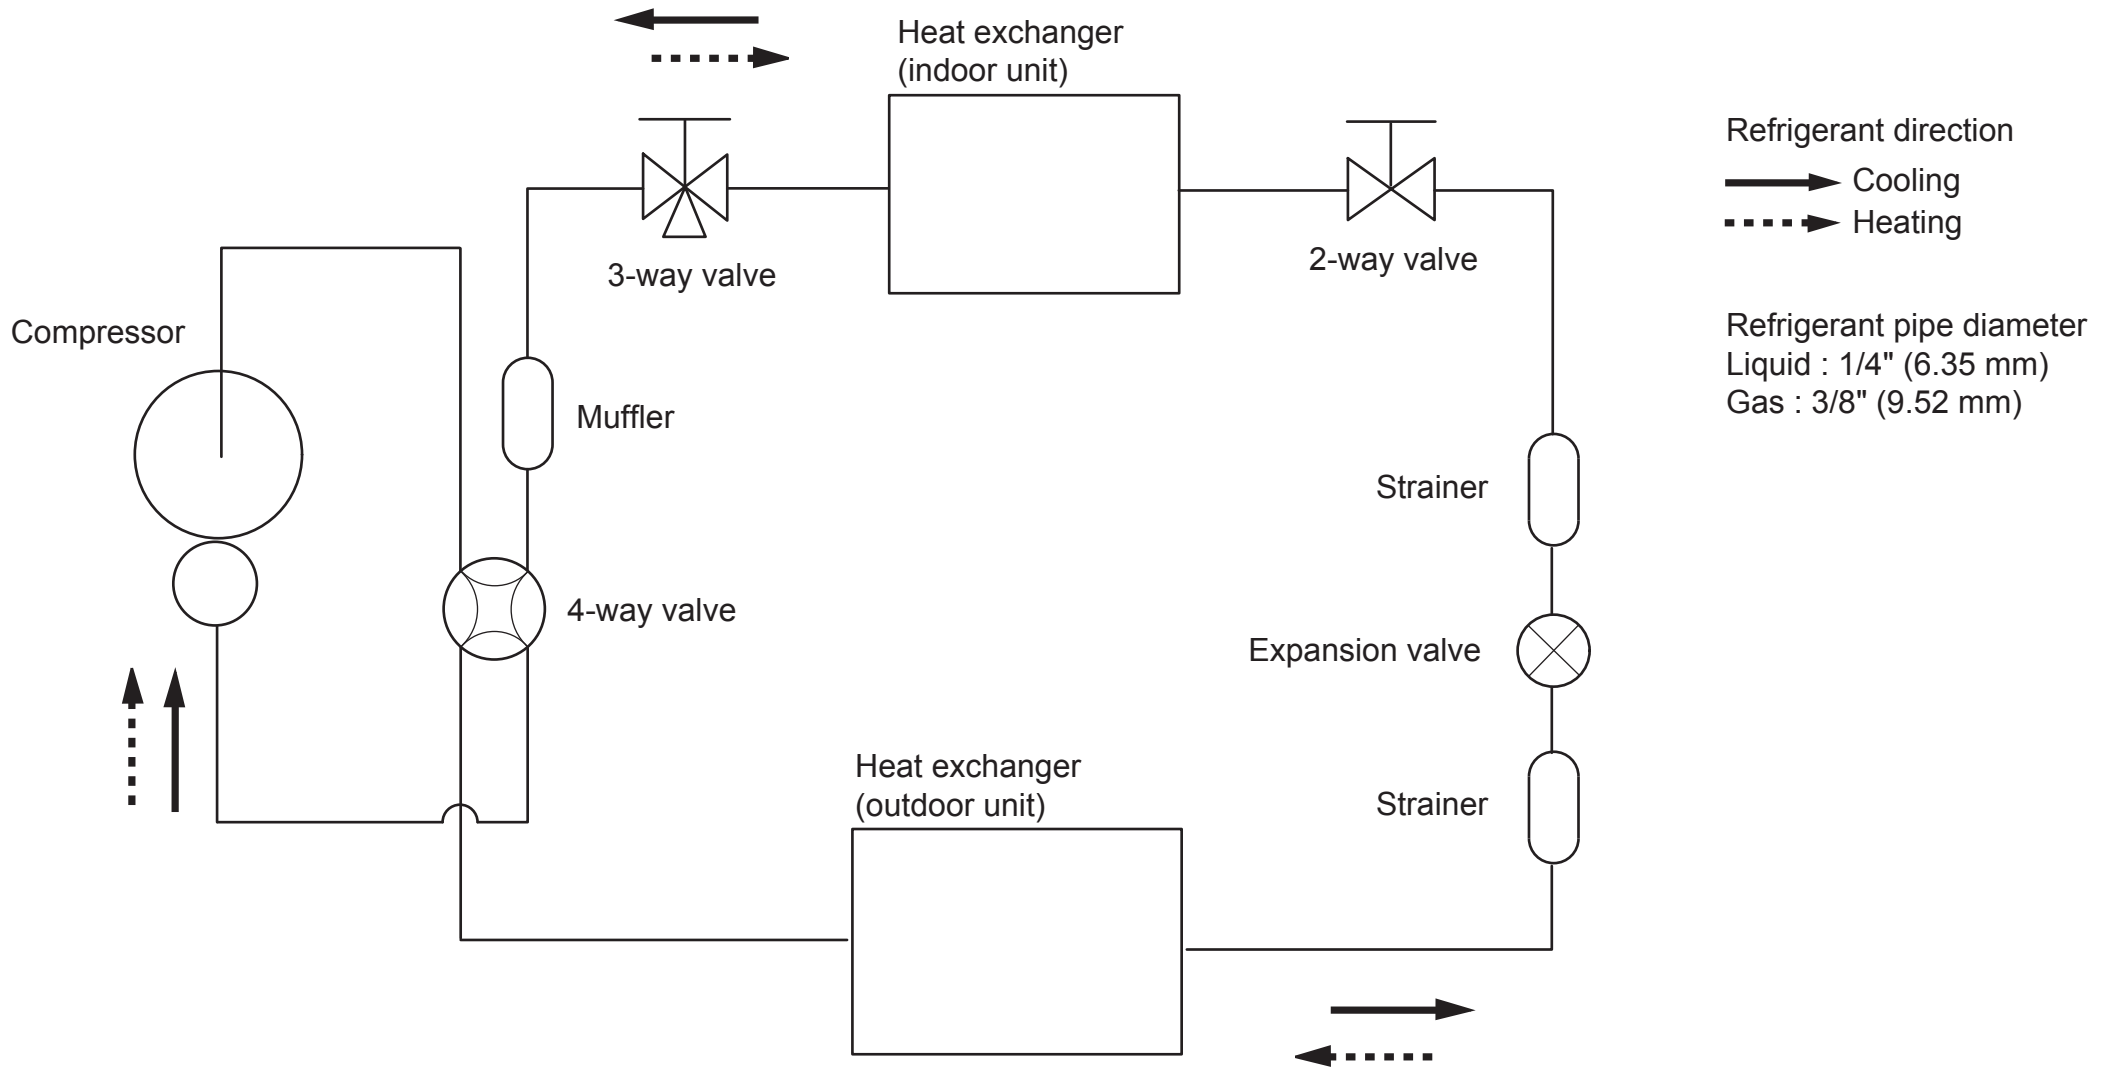 Heat exchanger
(indoor unit)
Refrigerant direction
Cooling
Heating
3-way valve
2-way valve
Refrigerant pipe diameter
Liquid : 1/4" (6.35 mm)
Gas : 3/8" (9.52 mm)
Compressor
Muffler
Strainer
4-way valve
Expansion valve
Heat exchanger
(outdoor unit)
Strainer